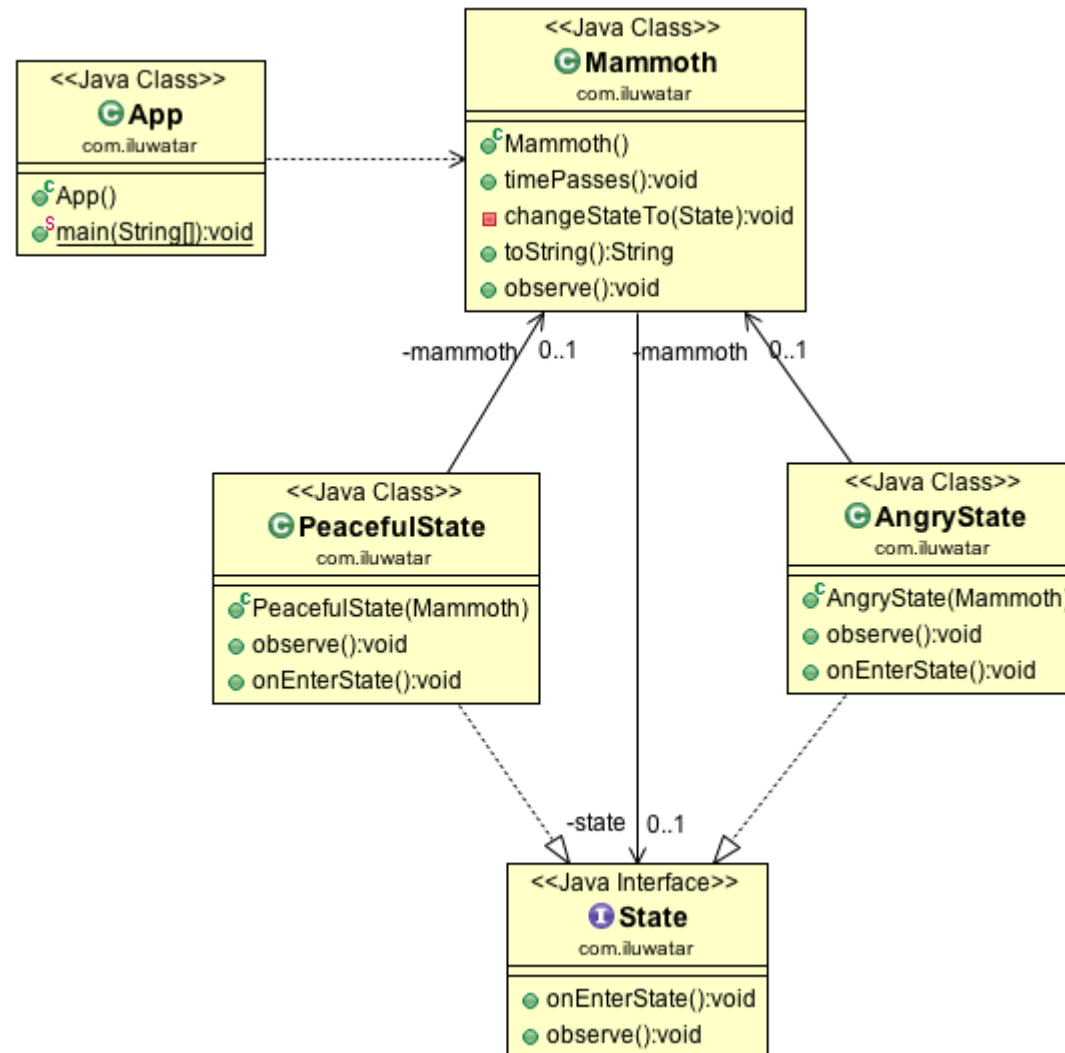 <<Java Class>>
Mammoth
com.iluwatar
Mammoth()
timePasses():void
changeStateTo(State):void
toString():String
observe():void
<<Java Class>>
App
com.iluwatar
App()
main(String[]):void
-mammoth 0..1
-mammoth 0..1
<<Java Class>>
PeacefulState
com.iluwatar
PeacefulState(Mammoth)
observe():void
onEnterState():void
<<Java Class>>
AngryState
com.iluwatar
AngryState(Mammoth)
observe():void
onEnterState():void
-state 0..1
<<Java Interface>>
State
com.iluwatar
onEnterState():void
observe():void